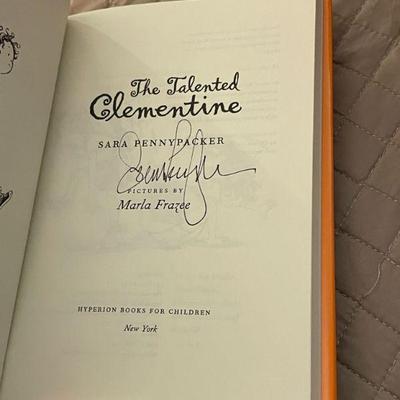 The Talented
Clementine
SARA PENNYPACKER
PICTURES BY
Marla Frazee
HYPERION BOOKS FOR CHILDREN
New York